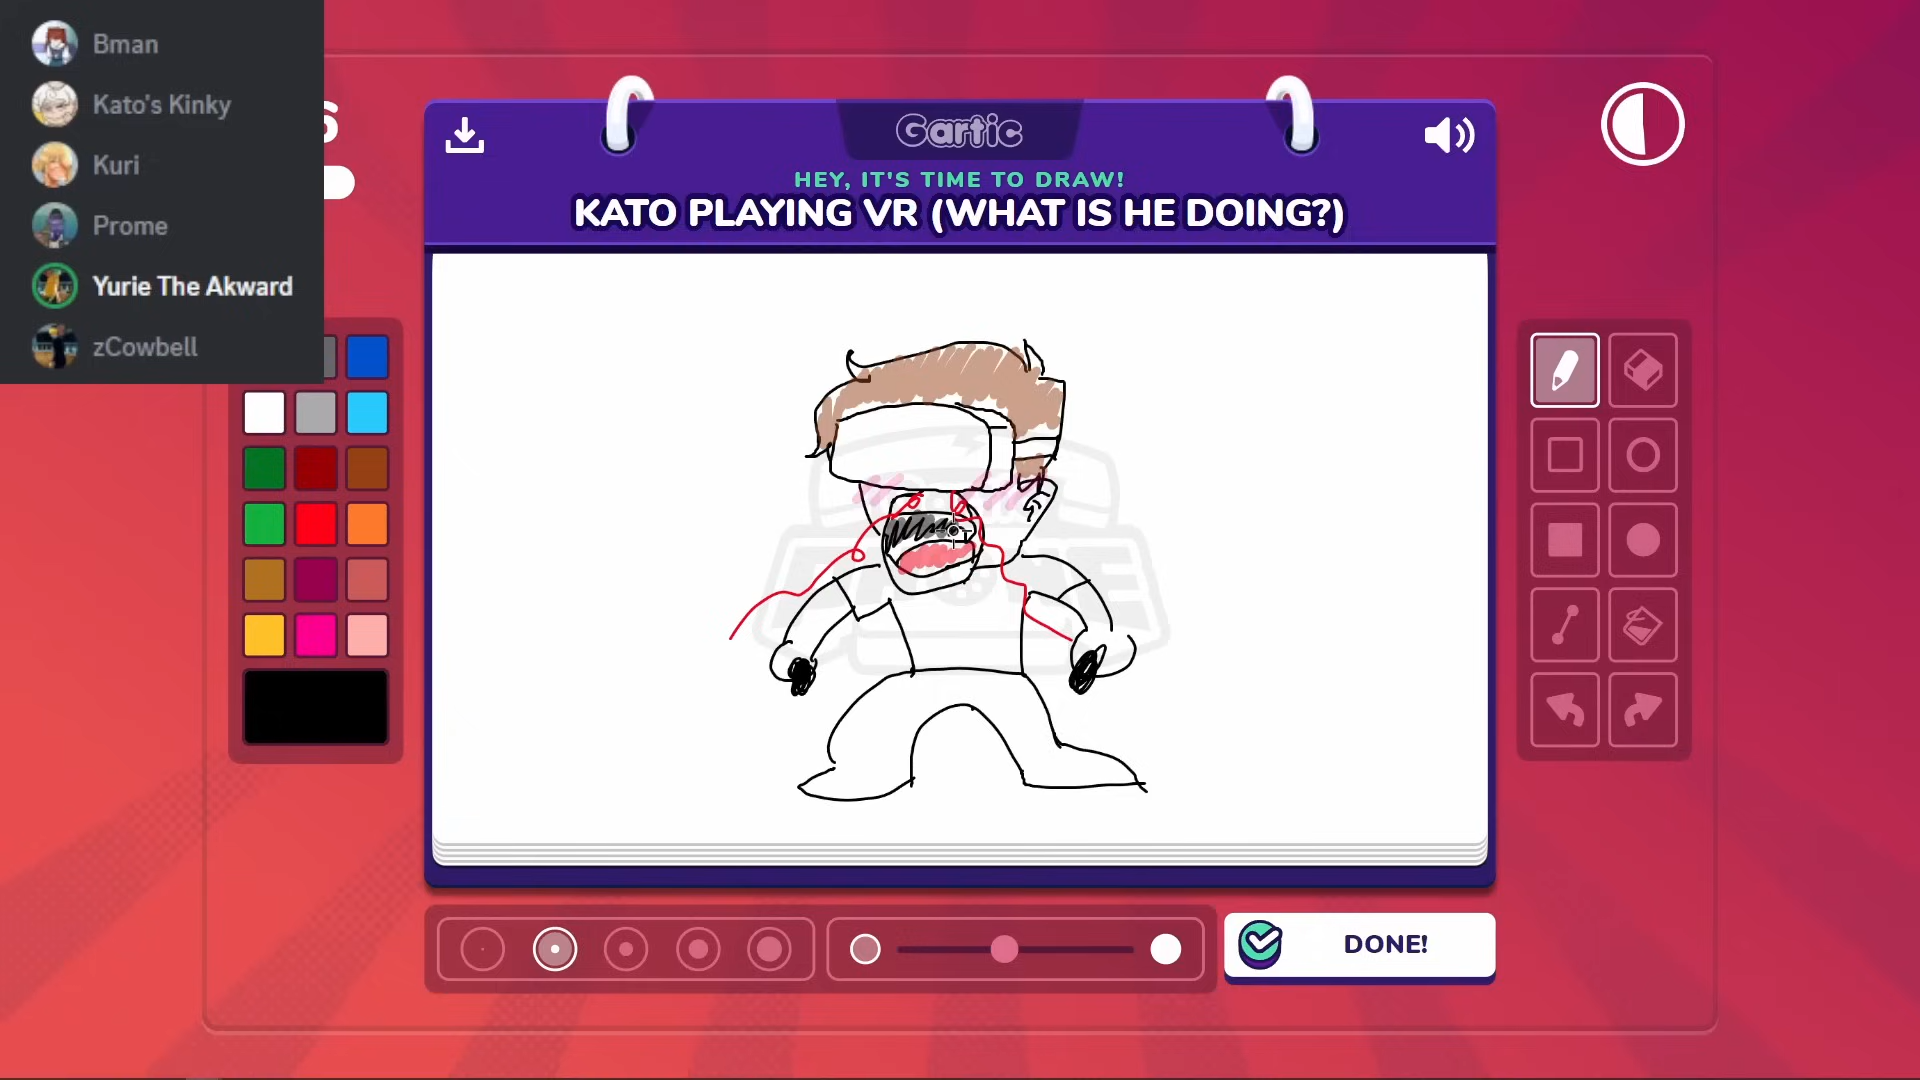 Bman
Kato's Kinky
Kuri
Prome
Yurie The Akward
zCowbell
Gartic
HEY, IT'S TIME TO DRAW!
KATO PLAYING VR (WHAT IS HE DOING?)
DONE!